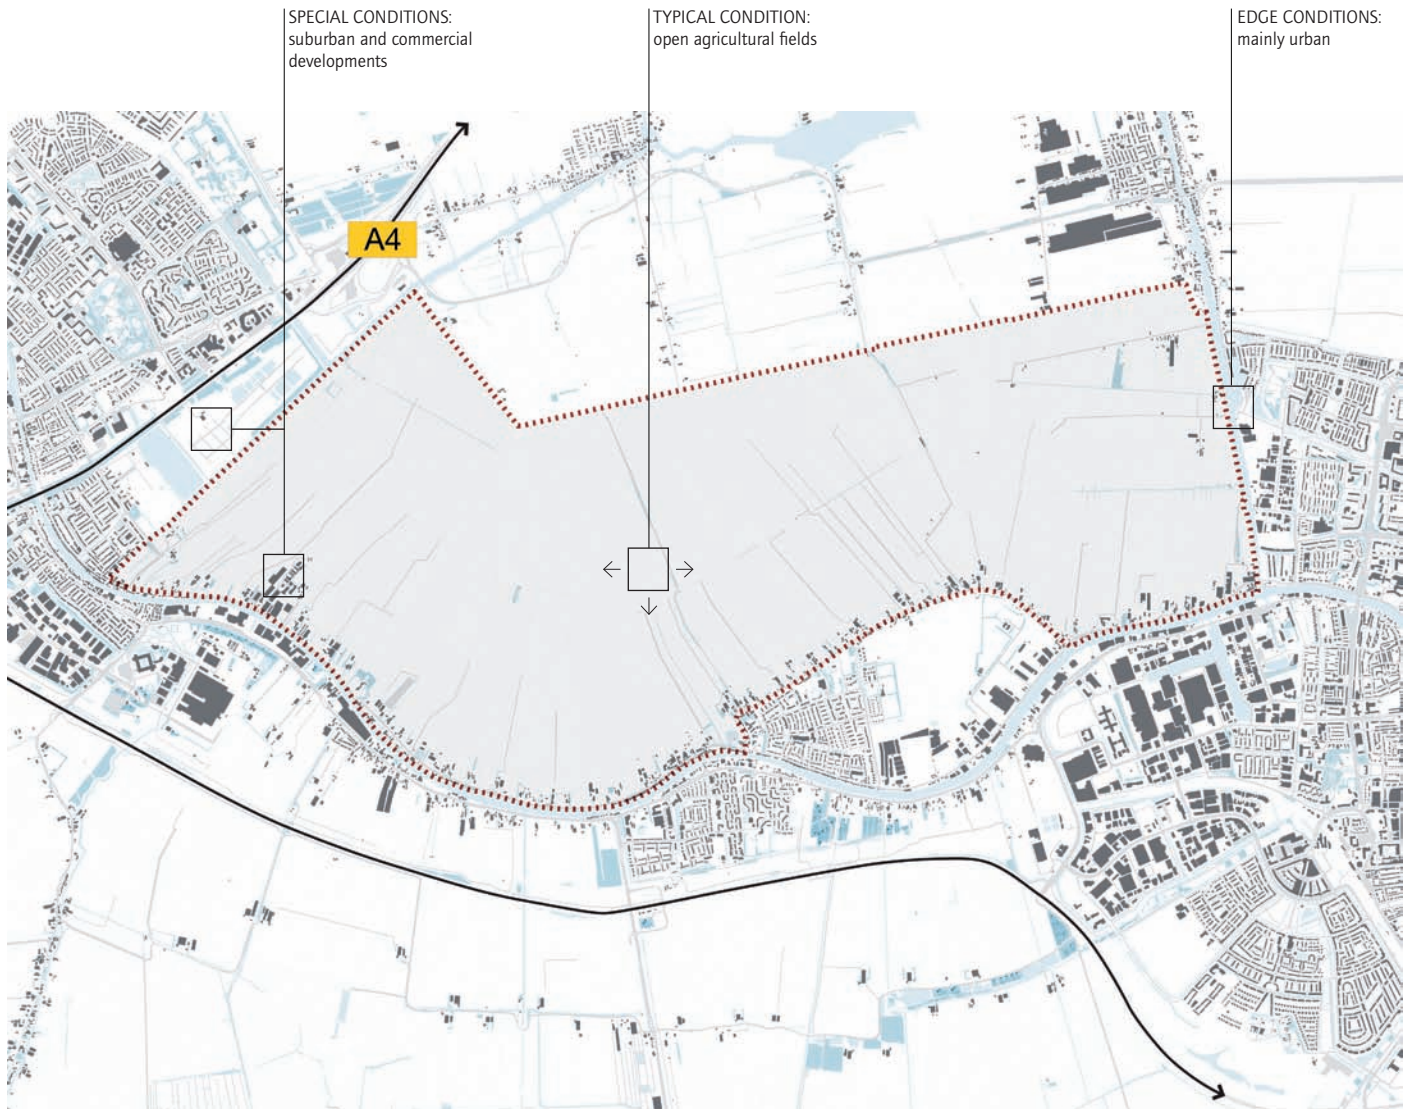 SPECIAL CONDITIONS:
suburban and commercial
developments
TYPICAL CONDITION:
open agricultural fields
EDGE CONDITIONS:
mainly urban
A4